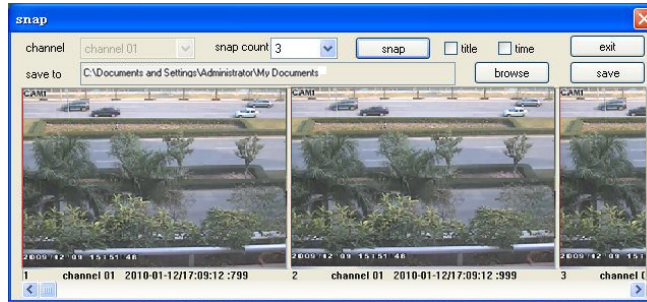 snap
channel channel 01 snap count 3 snap title time exit
save to C:\Documents and Settings\Administrator\My Documents browse save
CAM1 CAM1 CAM1
2009/12/09 15:51:48 2009/12/09 15:51:48 2009/12
1 channel 01 2010-01-12/17:09:12 :799 2 channel 01 2010-01-12/17:09:12 :999 3 channel